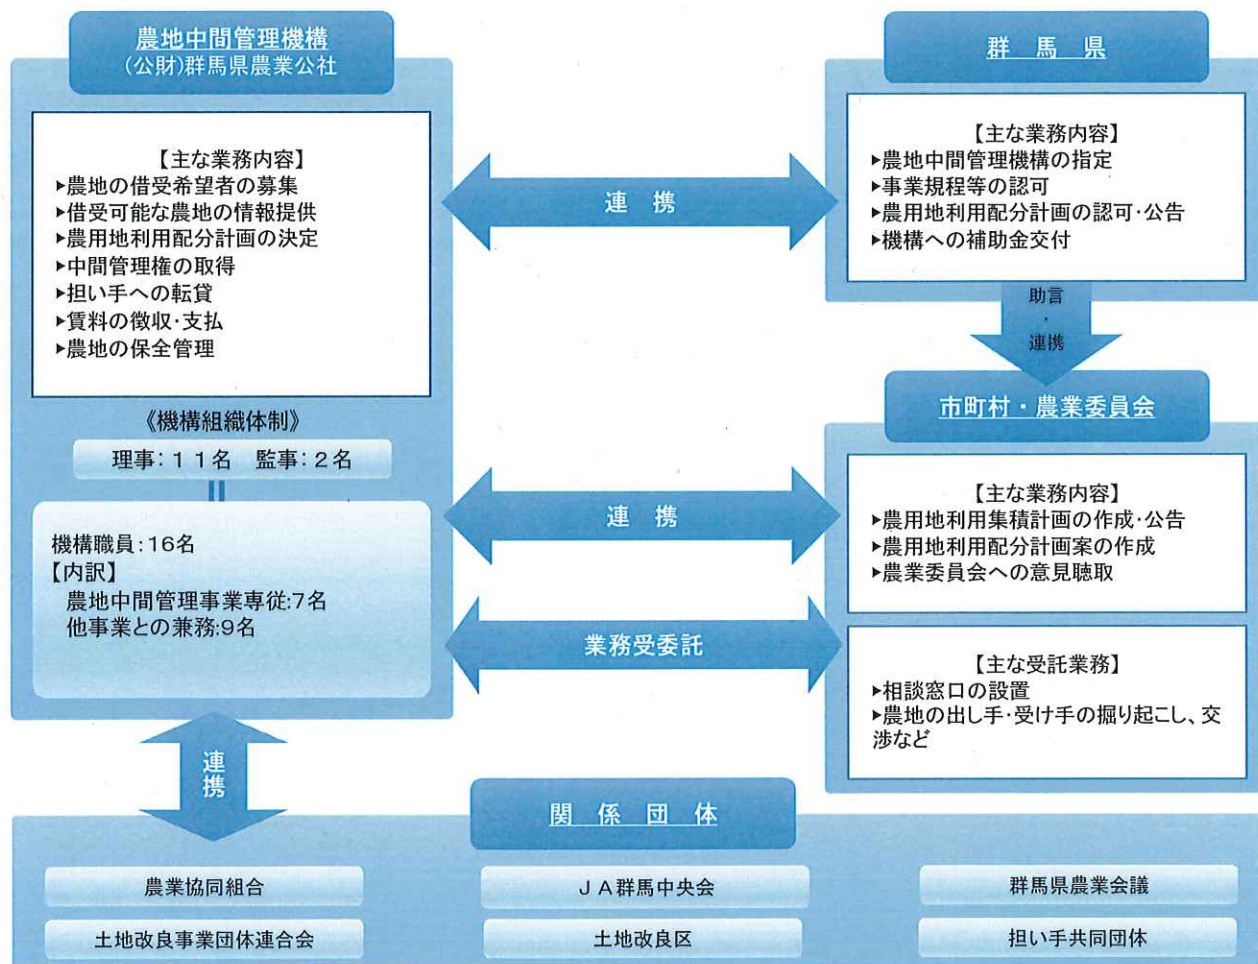 農地中間管理機構
(公財)群馬県農業公社
【主な業務内容】
▶農地の借受希望者の募集
▶借受可能な農地の情報提供
▶農用地利用配分計画の決定
▶中間管理権の取得
▶担い手への転貸
▶賃料の徴収・支払
▶農地の保全管理
《機構組織体制》
理事:11名 監事:2名
機構職員:16名
【内訳】
農地中間管理事業専従:7名
他事業との兼務:9名
連携
連携
業務受委託
連携
群馬県
【主な業務内容】
▶農地中間管理機構の指定
▶事業規程等の認可
▶農用地利用配分計画の認可・公告
▶機構への補助金交付
助言
・
連携
市町村・農業委員会
【主な業務内容】
▶農用地利用集積計画の作成・公告
▶農用地利用配分計画案の作成
▶農業委員会への意見聴取
【主な受託業務】
▶相談窓口の設置
▶農地の出し手・受け手の掘り起こし、交
渉など
関係団体
農業協同組合
JA群馬中央会
群馬県農業会議
土地改良事業団体連合会
土地改良区
担い手共同団体